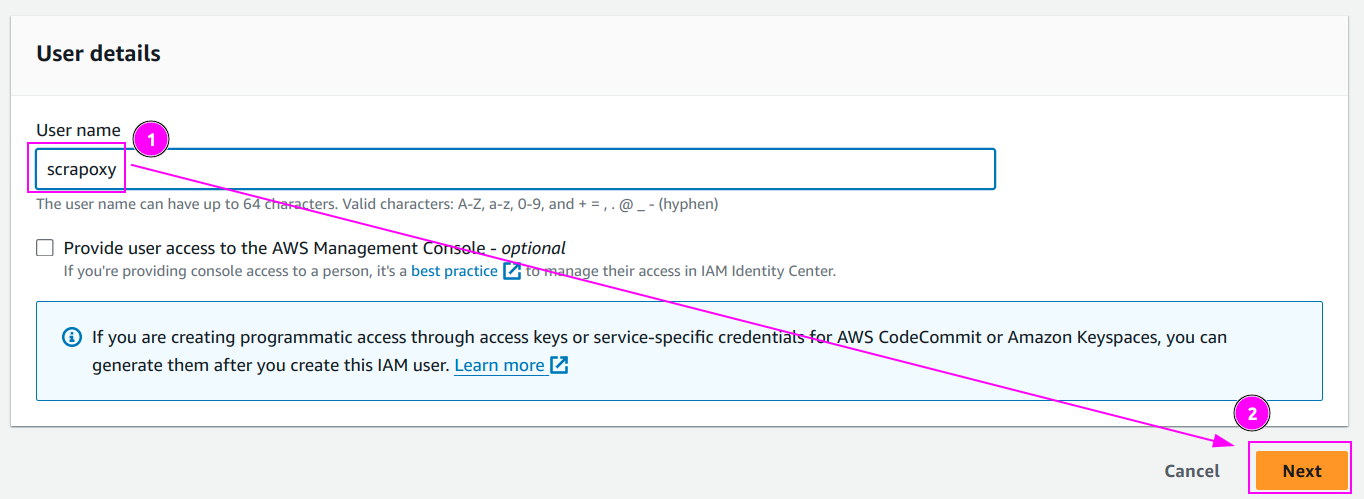 User details
User name
1
scrapoxy
The user name can have up to 64 characters. Valid characters: A-Z, a-z, 0-9, and + = , . @ _ - (hyphen)
Provide user access to the AWS Management Console - optional
If you're providing console access to a person, it's a best practice to manage their access in IAM Identity Center.
If you are creating programmatic access through access keys or service-specific credentials for AWS CodeCommit or Amazon Keyspaces, you can
generate them after you create this IAM user. Learn more
2
Cancel Next